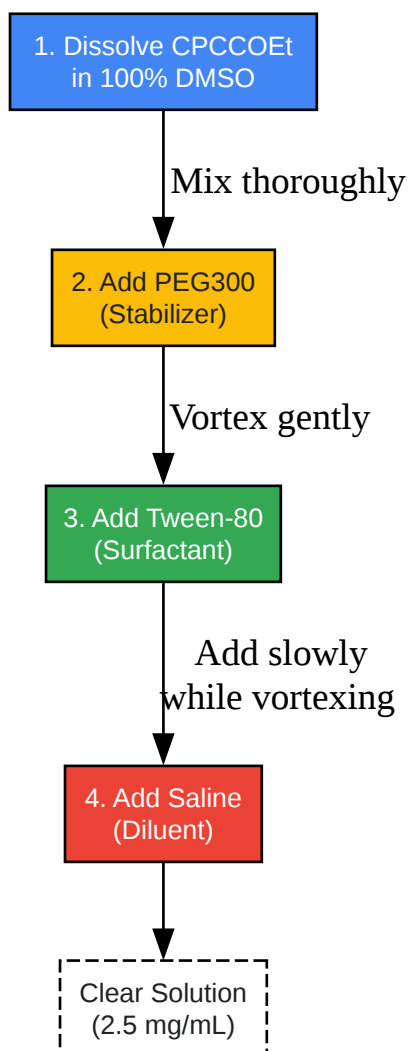 1. Dissolve CPCCOEt
in 100% DMSO
Mix thoroughly
2. Add PEG300
(Stabilizer)
Vortex gently
3. Add Tween-80
(Surfactant)
Add slowly
while vortexing
4. Add Saline
(Diluent)
Clear Solution
(2.5 mg/mL)